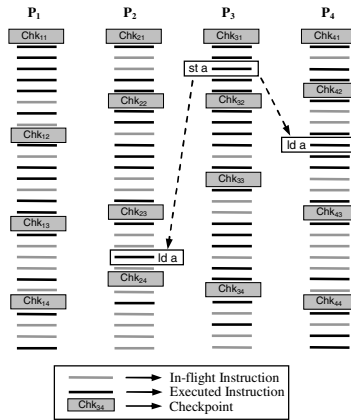 P1 P2 P3 P4
Chk11 Chk21 Chk31 Chk41
st a
Chk42
Chk22 Chk32
Chk12
ld a
Chk33
Chk23 Chk43
Chk13
ld a
Chk24
Chk34
Chk14 Chk44
In-flight Instruction
Executed Instruction
Chk34 Checkpoint